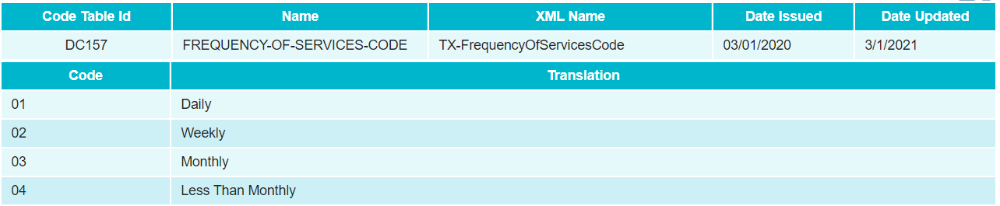 Code Table Id Name XML Name Date Issued Date Updated
DC157 FREQUENCY-OF-SERVICES-CODE TX-FrequencyOfServicesCode 03/01/2020 3/1/2021
Code Translation
01 Daily
02 Weekly
03 Monthly
04 Less Than Monthly